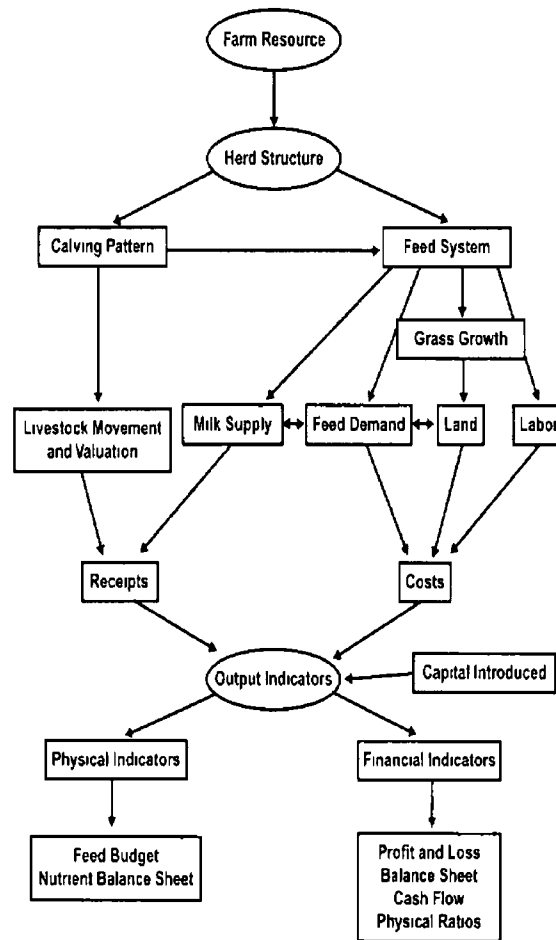 Farm Resource
Herd Structure
Calving Pattern
Feed System
Grass Growth
Livestock Movement
and Valuation
Milk Supply
Feed Demand
Land
Labor
Receipts
Costs
Output Indicators
Capital Introduced
Physical Indicators
Financial Indicators
Feed Budget
Nutrient Balance Sheet
Profit and Loss
Balance Sheet
Cash Flow
Physical Ratios